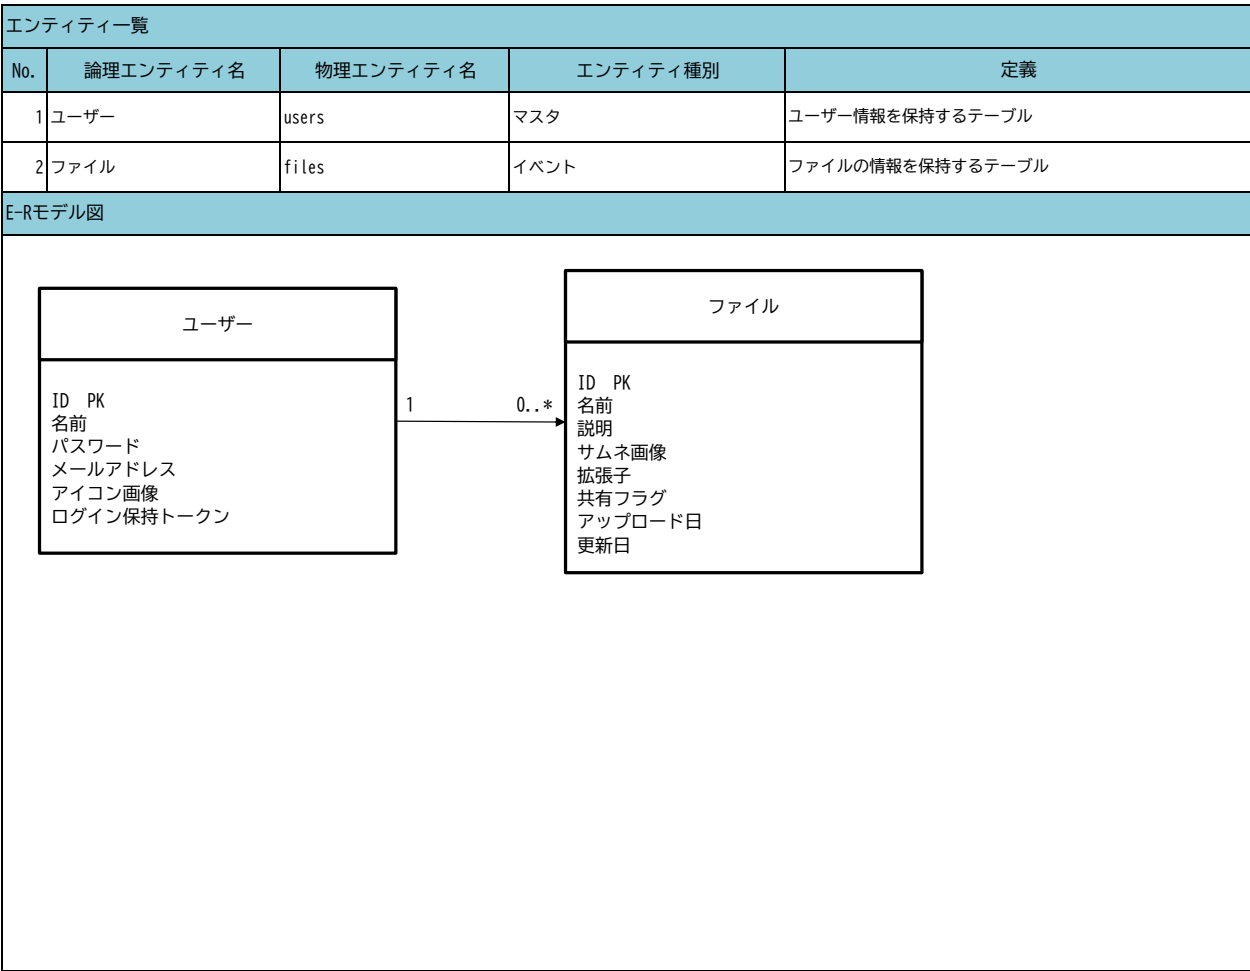 エンティティ一覧
No. 論理エンティティ名 物理エンティティ名 エンティティ種別 定義
1 ユーザー users マスタ ユーザー情報を保持するテーブル
2 ファイル files イベント ファイルの情報を保持するテーブル
E-Rモデル図
ユーザー
ID PK
名前
パスワード
メールアドレス
アイコン画像
ログイン保持トークン
1 0..*
ファイル
ID PK
名前
説明
サムネ画像
拡張子
共有フラグ
アップロード日
更新日